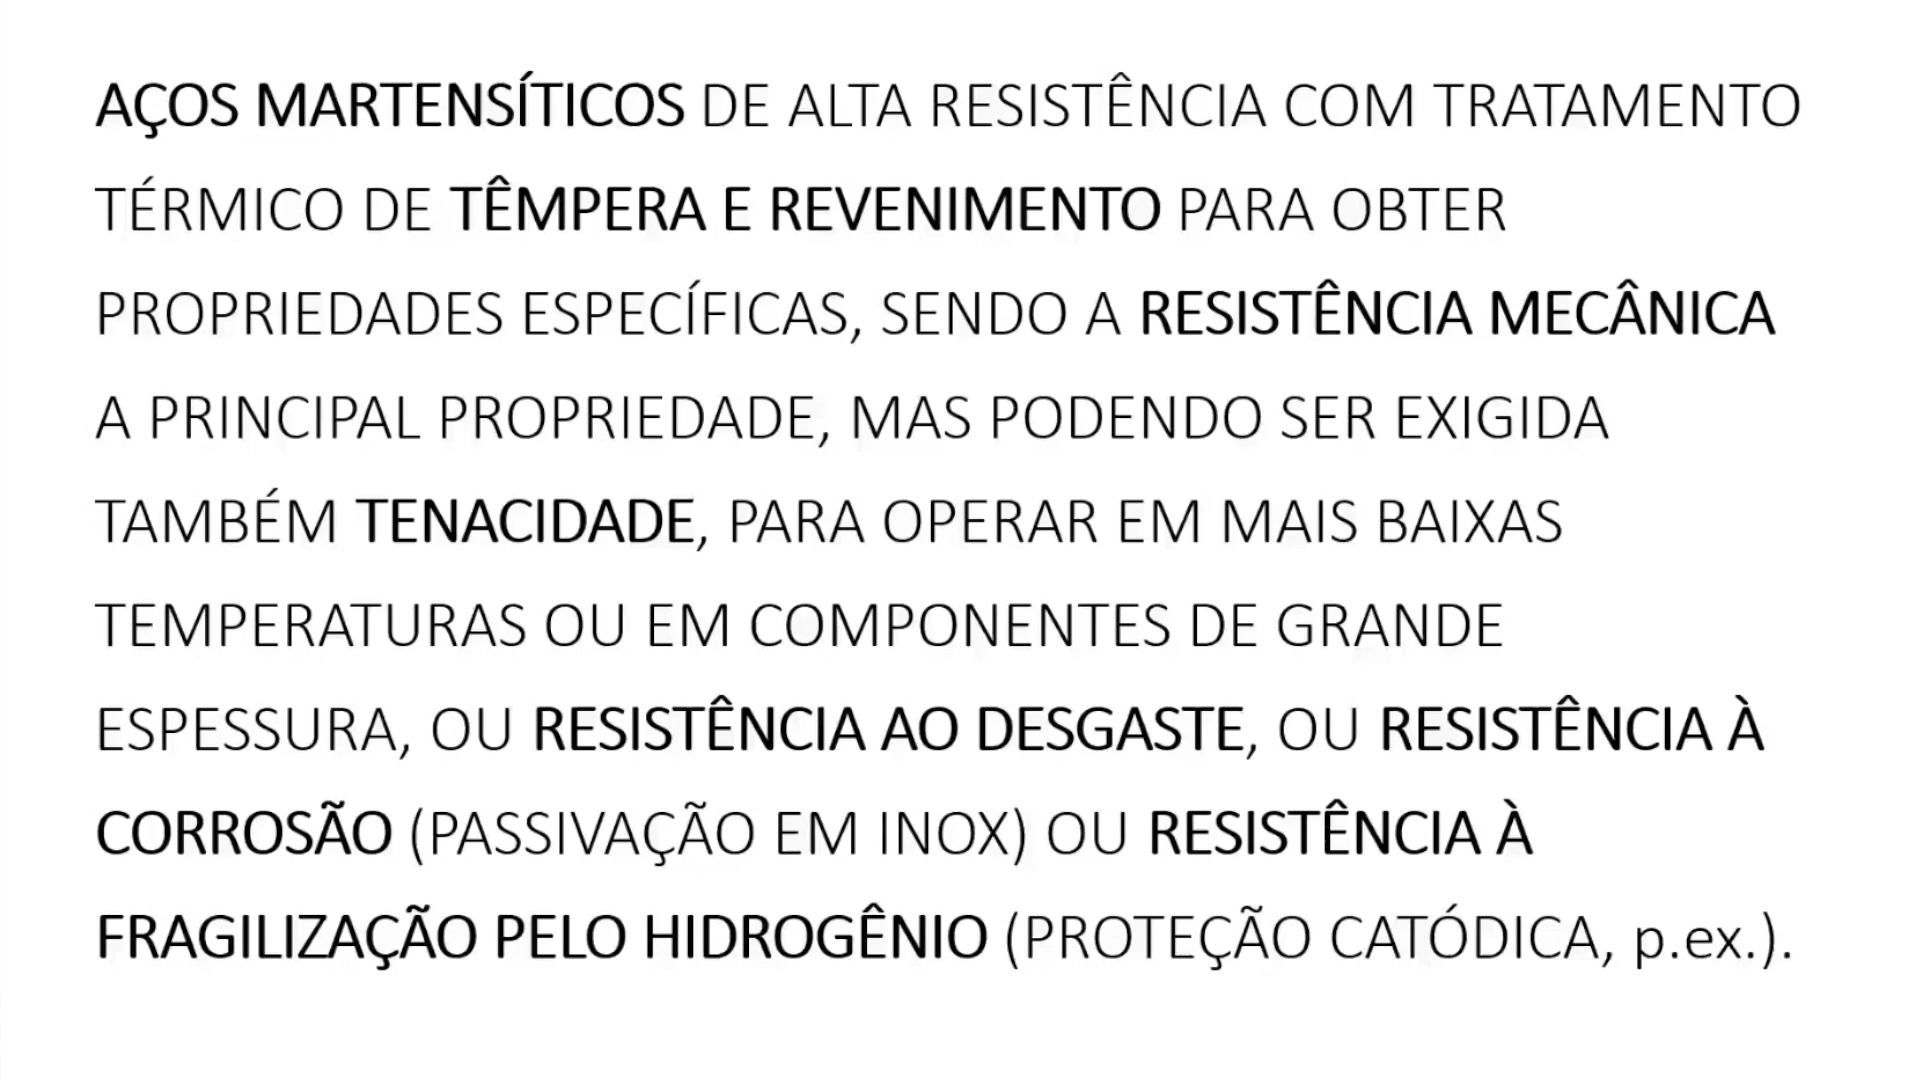 AÇOS MARTENSÍTICOS DE ALTA RESISTÊNCIA COM TRATAMENTO
TÉRMICO DE TÊMPERA E REVENIMENTO PARA OBTER
PROPRIEDADES ESPECÍFICAS, SENDO A RESISTÊNCIA MECÂNICA
A PRINCIPAL PROPRIEDADE, MAS PODENDO SER EXIGIDA
TAMBÉM TENACIDADE, PARA OPERAR EM MAIS BAIXAS
TEMPERATURAS OU EM COMPONENTES DE GRANDE
ESPESSURA, OU RESISTÊNCIA AO DESGASTE, OU RESISTÊNCIA À
CORROSÃO (PASSIVAÇÃO EM INOX) OU RESISTÊNCIA À
FRAGILIZAÇÃO PELO HIDROGÊNIO (PROTEÇÃO CATÓDICA, p.ex.).